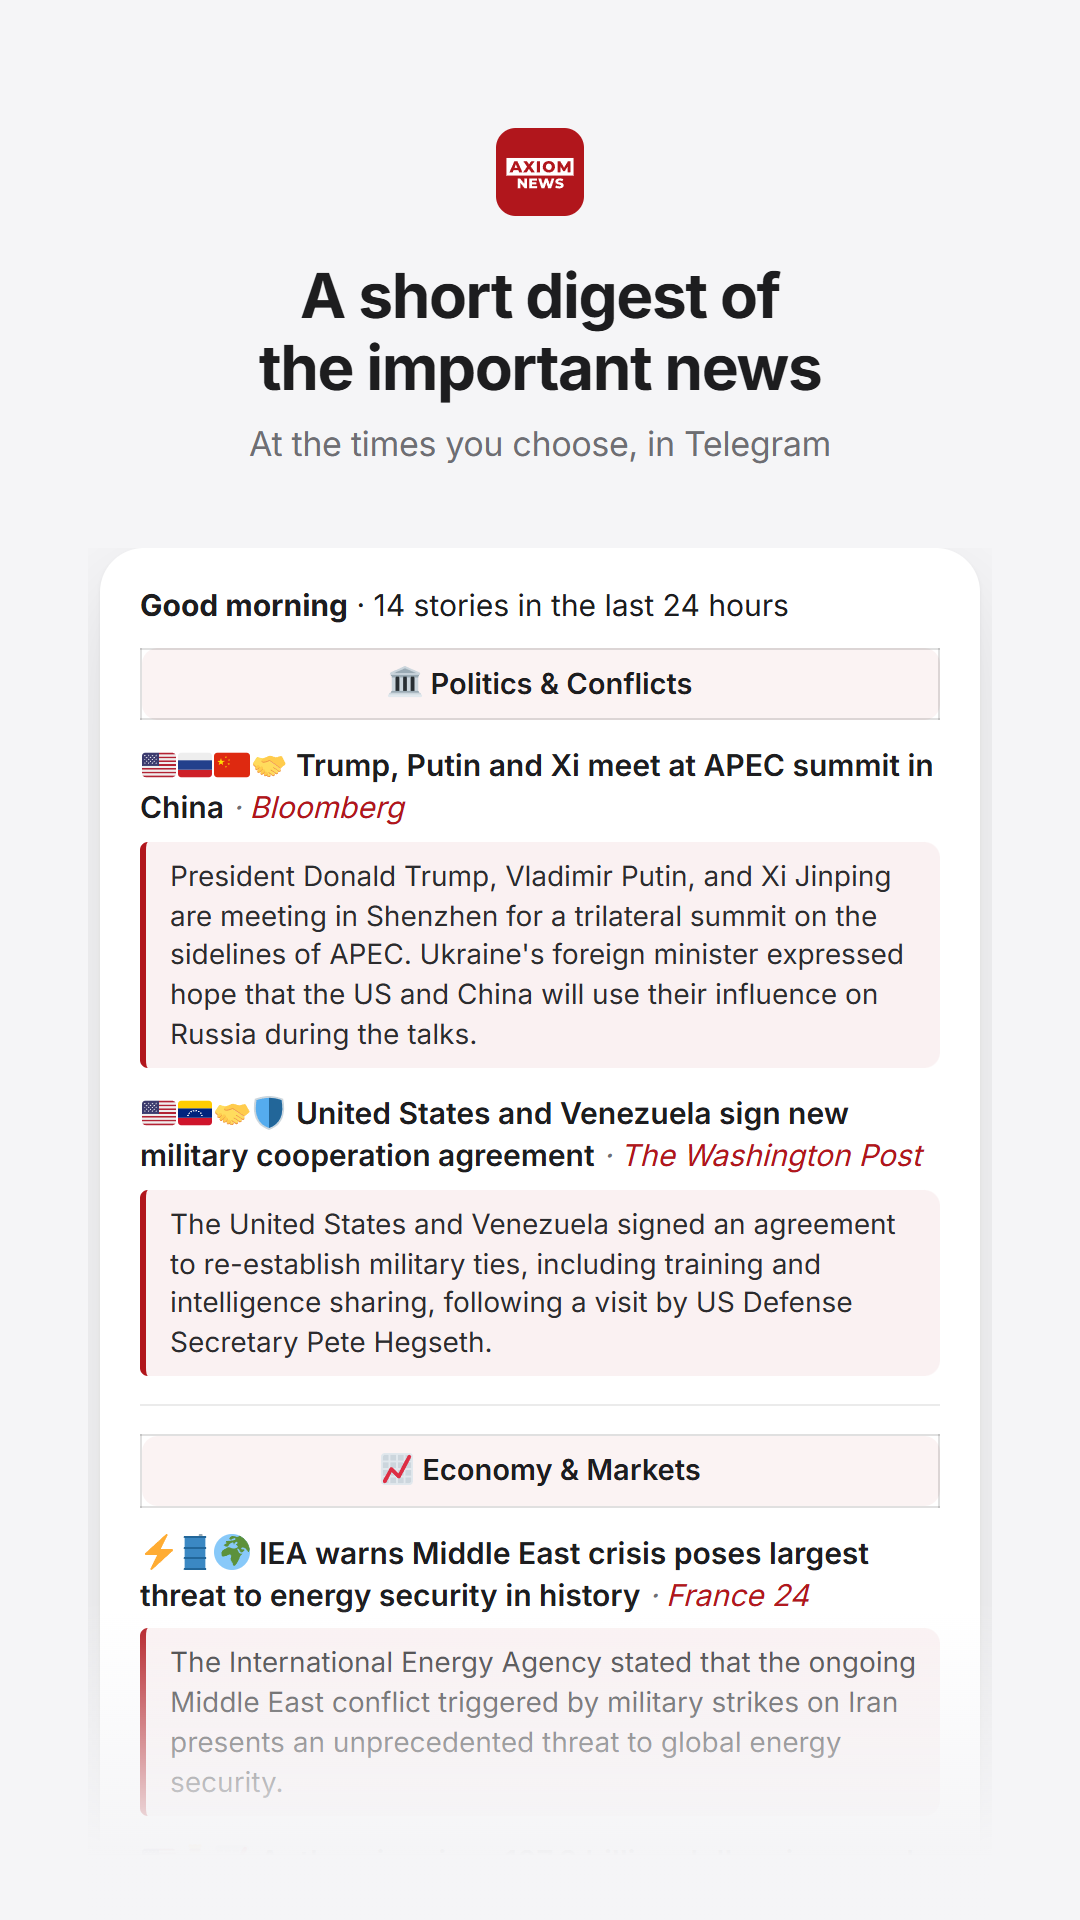 AXIOM
NEWS
A short digest of
the important news
At the times you choose, in Telegram
Good morning · 14 stories in the last 24 hours
🏛️ Politics & Conflicts
🇺🇸🇷🇺🇨🇳🤝 Trump, Putin and Xi meet at APEC summit in
China · Bloomberg
President Donald Trump, Vladimir Putin, and Xi Jinping
are meeting in Shenzhen for a trilateral summit on the
sidelines of APEC. Ukraine's foreign minister expressed
hope that the US and China will use their influence on
Russia during the talks.
🇺🇸🇻🇪🤝🛡️ United States and Venezuela sign new
military cooperation agreement · The Washington Post
The United States and Venezuela signed an agreement
to re-establish military ties, including training and
intelligence sharing, following a visit by US Defense
Secretary Pete Hegseth.
📈 Economy & Markets
⚡🛢️🌍 IEA warns Middle East crisis poses largest
threat to energy security in history · France 24
The International Energy Agency stated that the ongoing
Middle East conflict triggered by military strikes on Iran
presents an unprecedented threat to global energy
security.